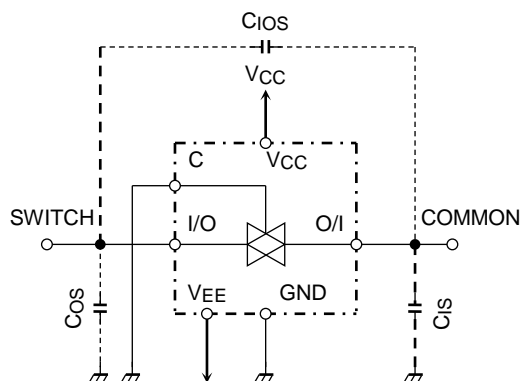 CIOS
VCC
C
VCC
SWITCH
I/O
O/I
COMMON
COS
VEE
GND
CIS